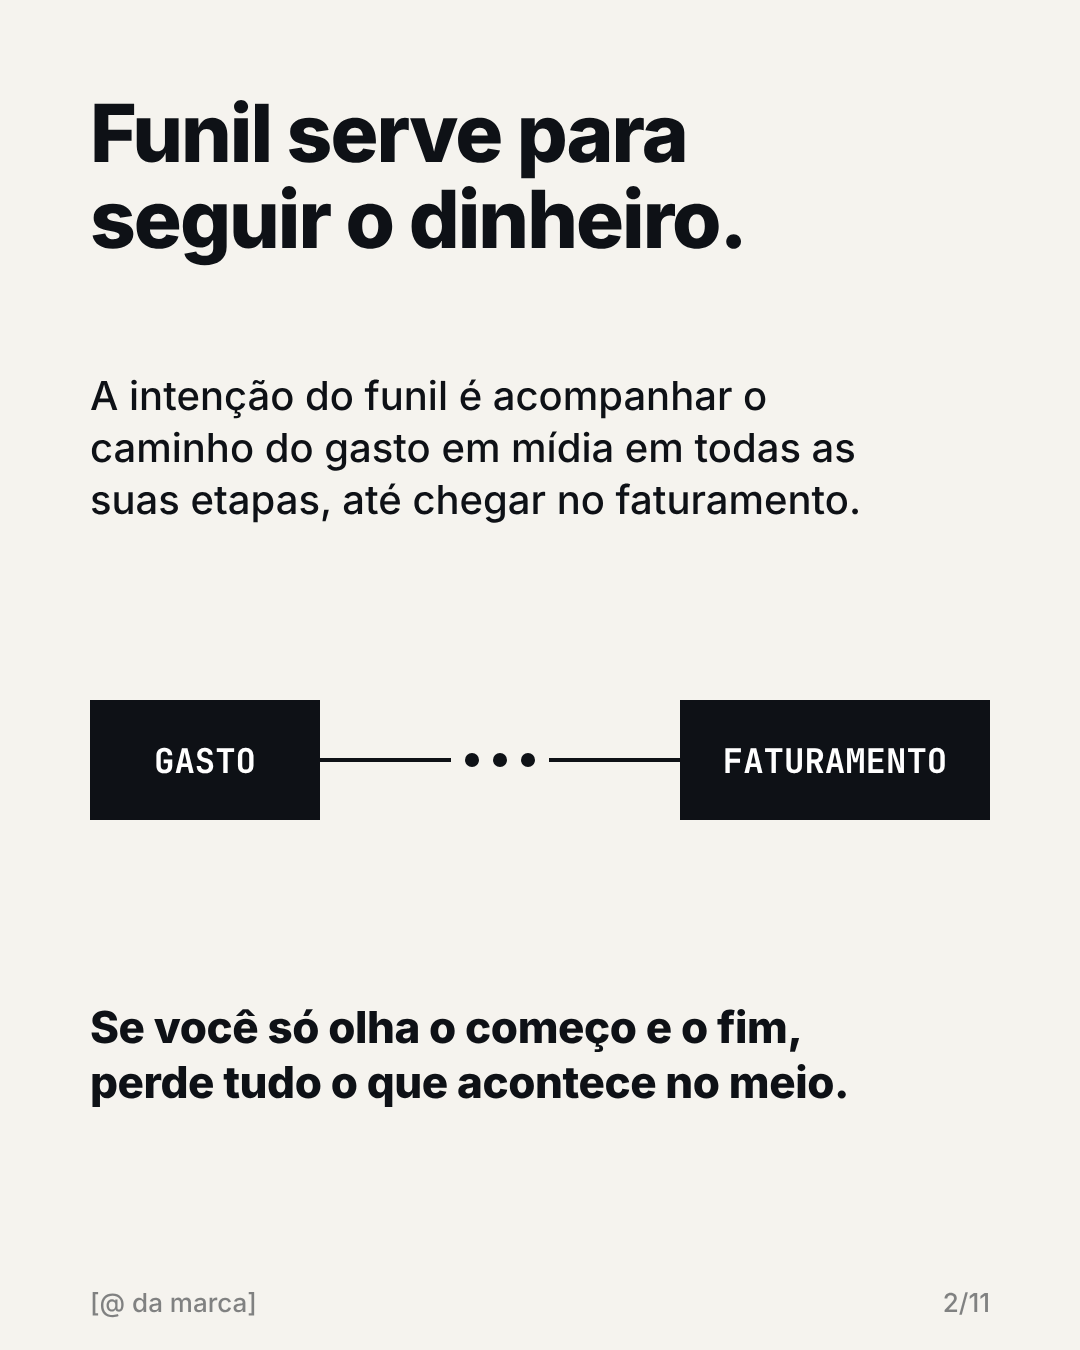 Funil serve para
seguir o dinheiro.
A intenção do funil é acompanhar o
caminho do gasto em mídia em todas as
suas etapas, até chegar no faturamento.
GASTO
FATURAMENTO
Se você só olha o começo e o fim,
perde tudo o que acontece no meio.
[@ da marca]
2/11